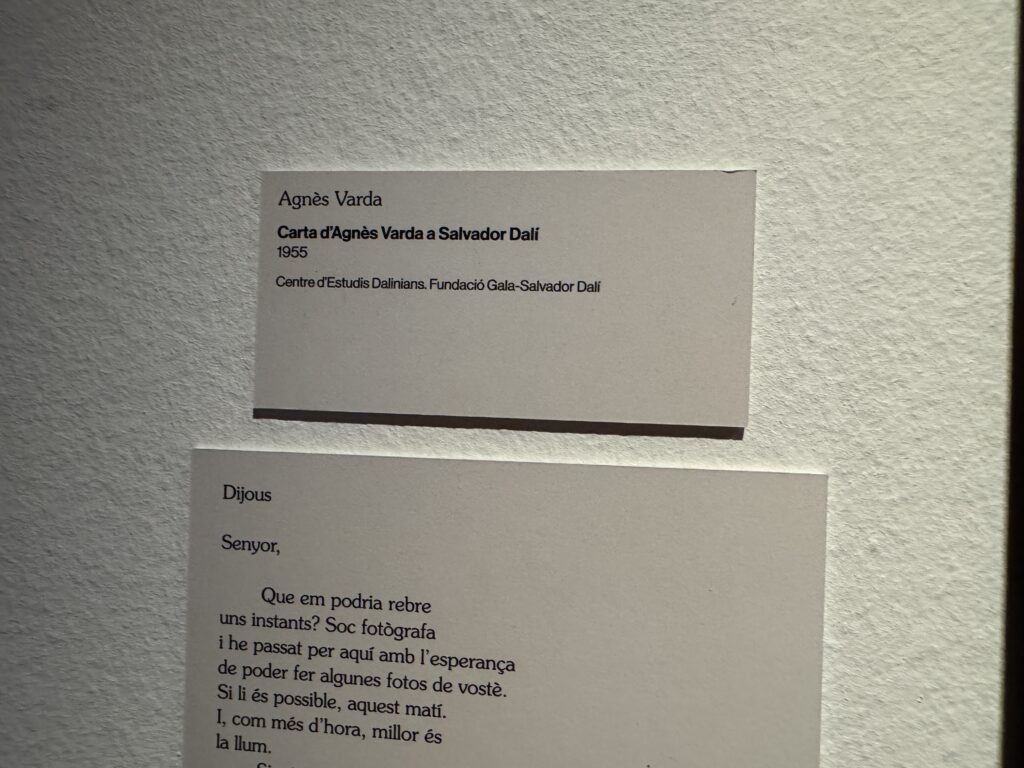 Agnès Varda
Carta d'Agnès Varda a Salvador Dalí
1955
Centre d'Estudis Dalinians. Fundació Gala-Salvador Dalí
Dijous
Senyor,
Que em podria rebre
uns instants? Soc fotògrafa
i he passat per aquí amb l'esperança
de poder fer algunes fotos de vostè.
Si li és possible, aquest matí.
I, com més d'hora, millor és
la llum.